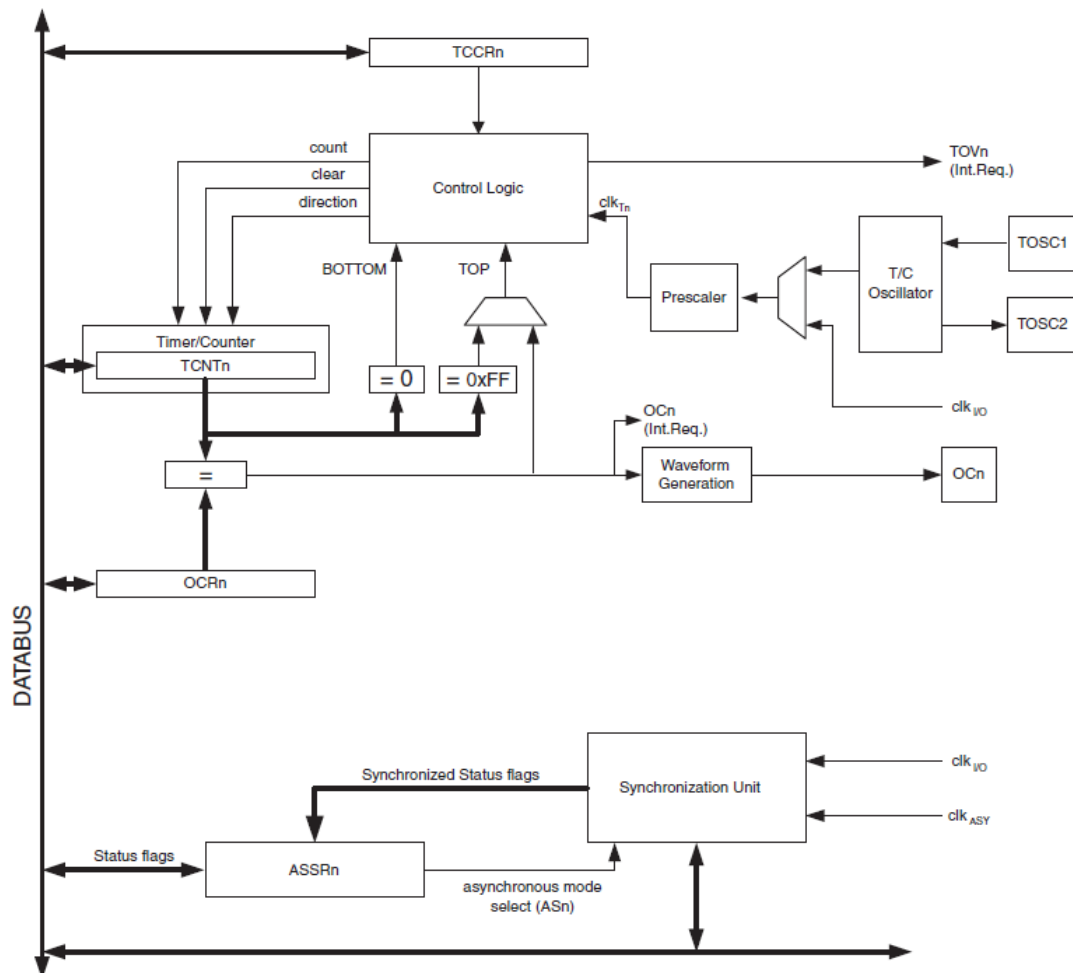 TCCRn
count
clear
direction
Control Logic
TOVn
(Int.Req.)
clkTn
BOTTOM
TOP
Prescaler
T/C
Oscillator
TOSC1
TOSC2
Timer/Counter
TCNTn
= 0
= 0xFF
clkI/O
OCn
(Int.Req.)
=
Waveform
Generation
OCn
OCRn
DATABUS
Synchronized Status flags
Synchronization Unit
clkI/O
clkASY
Status flags
ASSRn
asynchronous mode
select (ASn)